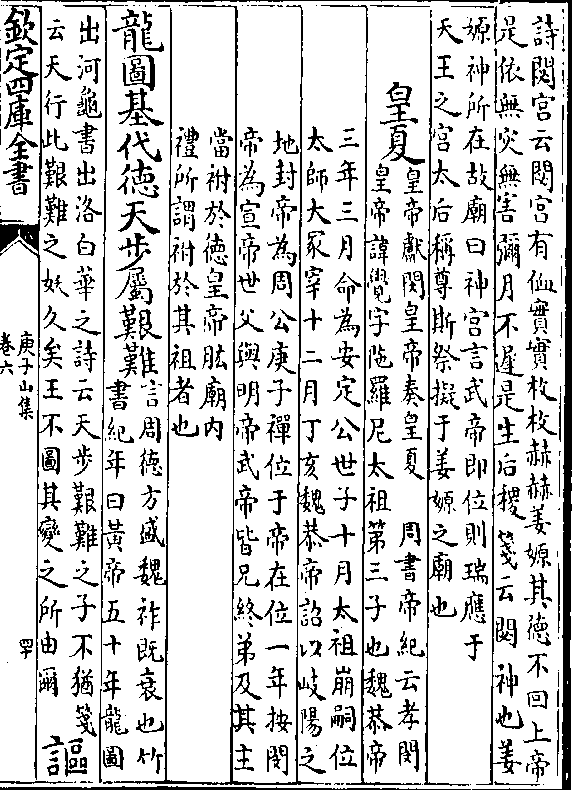 詩閟宮云閟宮有侐實實枚枚赫赫姜嫄其德不回上帝
是依無災無害彌月不遲是生后稷箋云閟神也姜
嫄神所在故廟曰神宮言武帝即位則瑞應于
天王之宮太后稱尊斯祭擬于姜嫄之廟也
皇夏皇帝獻閔皇帝奏皇夏 周書帝紀云孝閔
皇帝諱覺字陁羅尼太祖第三子也魏恭帝
三年三月命為安定公世子十月太祖崩嗣位
太師大冢宰十二月丁亥魏恭帝詔以岐陽之
地封帝為周公庚子禪位于帝在位一年按閔
帝為宣帝世父與明帝武帝皆兄終弟及其主
當祔於德皇帝肱廟內
禮所謂祔於其祖者也
龍圖基代德天步屬艱難言周德方盛魏祚既衰也竹
書紀年曰黃帝五十年龍圖
出河龜書出洛白華之詩云天步艱難之子不猶箋
云天行此艱難之妖久矣王不圖其變之所由爾謳
欽定四庫全書
庾子山集
卷六
罕